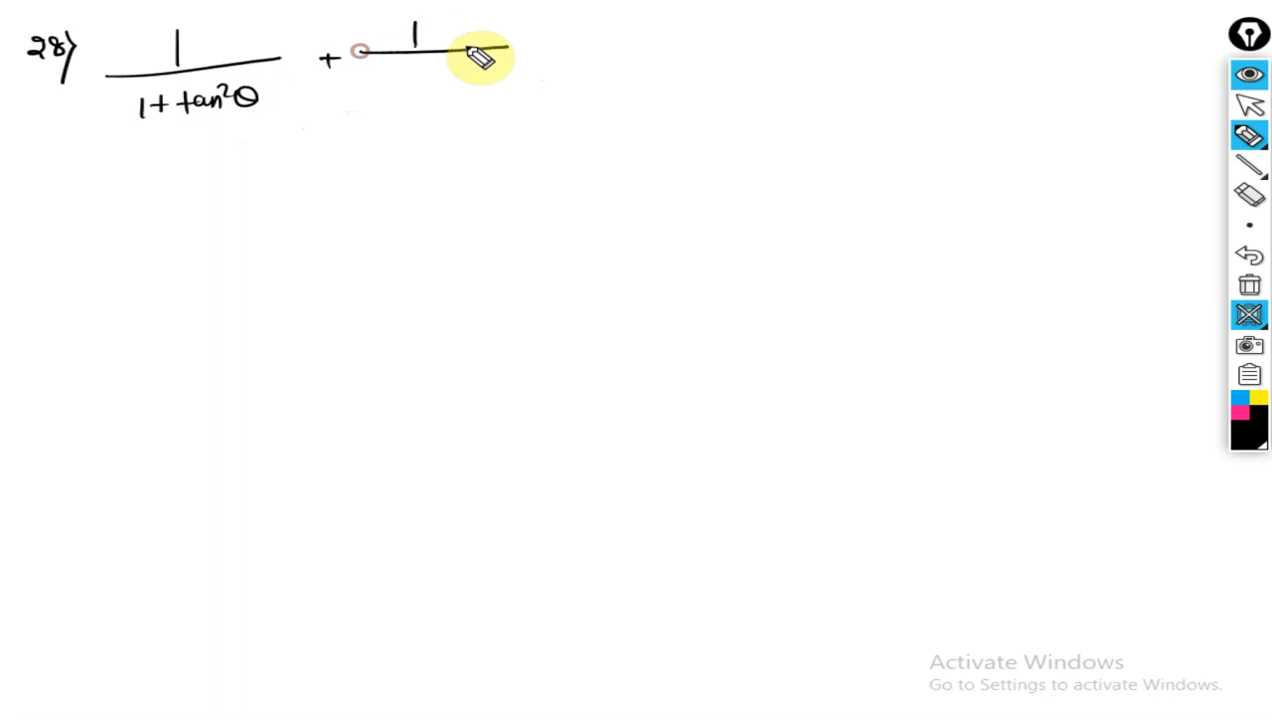 28) 1 / (1 + tan²θ) + 1 /
Activate Windows
Go to Settings to activate Windows.